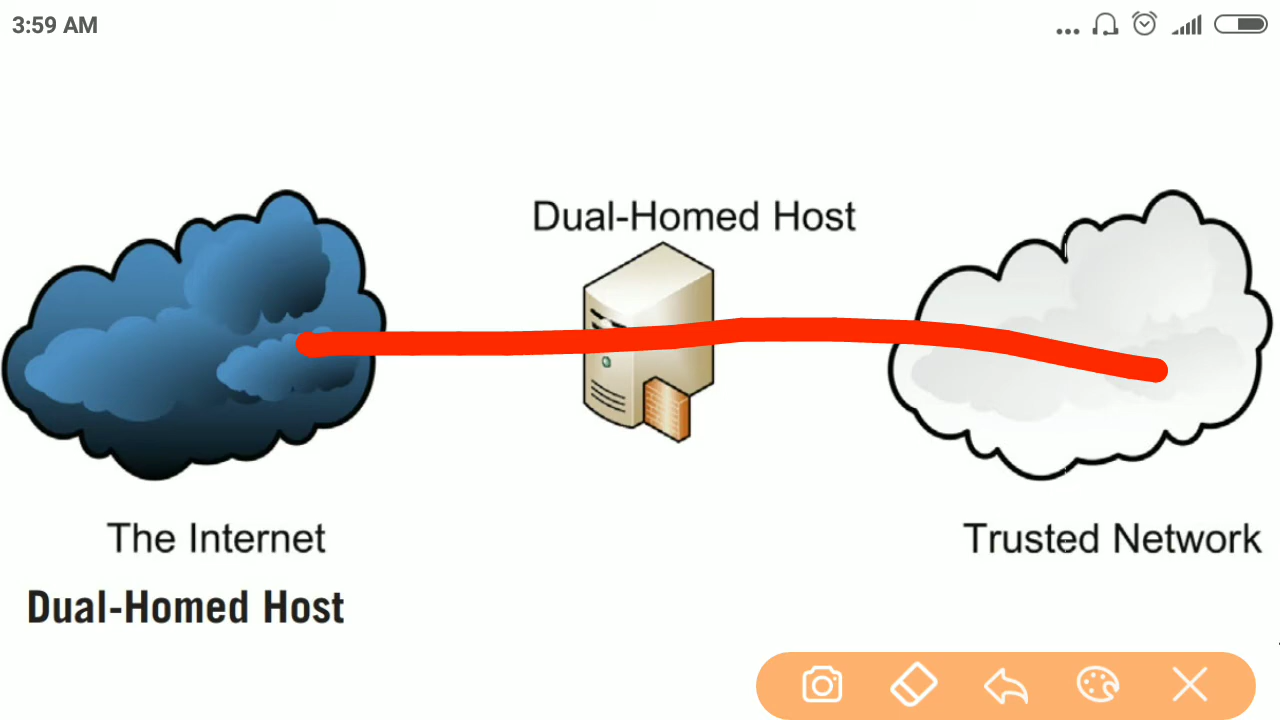 3:59 AM
Dual-Homed Host
The Internet
Trusted Network
Dual-Homed Host